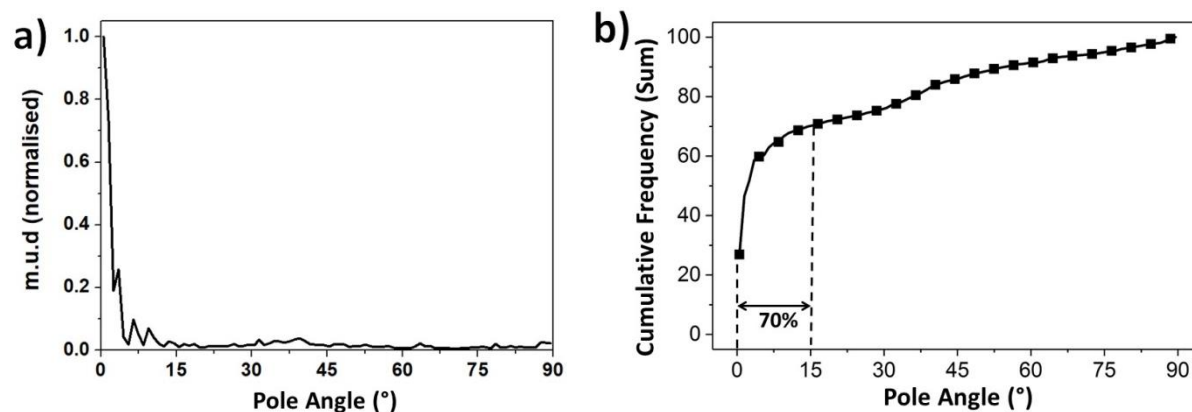 a)
m.u.d (normalised)
1.0
0.8
0.6
0.4
0.2
0.0
0 15 30 45 60 75 90
Pole Angle (°)
b)
Cumulative Frequency (Sum)
100
80
60
40
20
0
70%
0 15 30 45 60 75 90
Pole Angle (°)